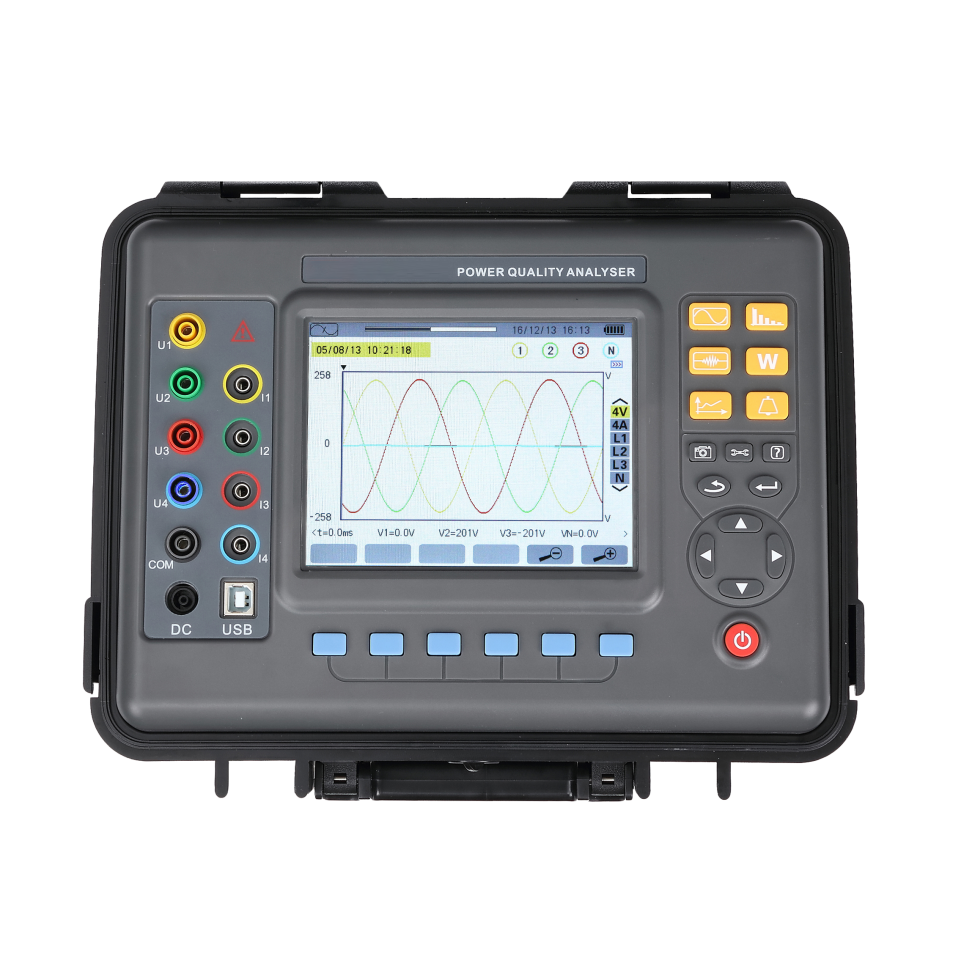 POWER QUALITY ANALYSER
16/12/13 16:13
05/08/13 10:21:18
1 2 3 N
>>>
258 V
0
-258 V
4V
4A
L1
L2
L3
N
<t=0.0ms V1=0.0V V2=201V V3=-201V VN=0.0V >
U1
U2 I1
U3 I2
U4 I3
COM I4
DC USB
W
?